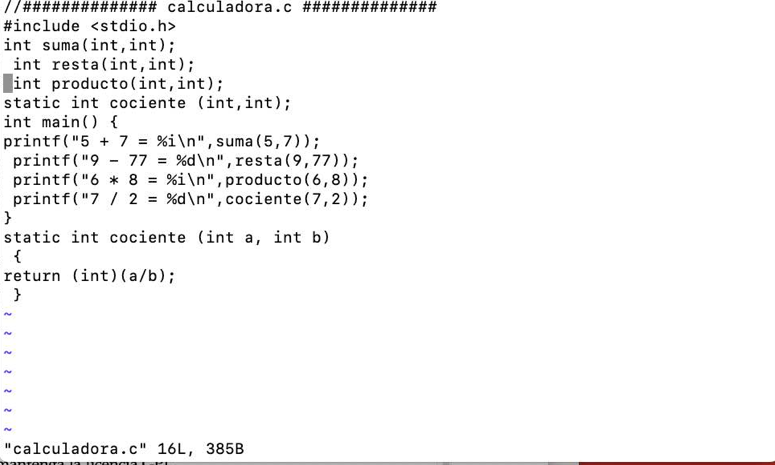 //############## calculadora.c ##############
#include <stdio.h>
int suma(int,int);
 int resta(int,int);
 int producto(int,int);
static int cociente (int,int);
int main() {
printf("5 + 7 = %i\n",suma(5,7));
 printf("9 - 77 = %d\n",resta(9,77));
 printf("6 * 8 = %i\n",producto(6,8));
 printf("7 / 2 = %d\n",cociente(7,2));
}
static int cociente (int a, int b)
 {
return (int)(a/b);
 }
~
~
~
~
~
~
~
"calculadora.c" 16L, 385B